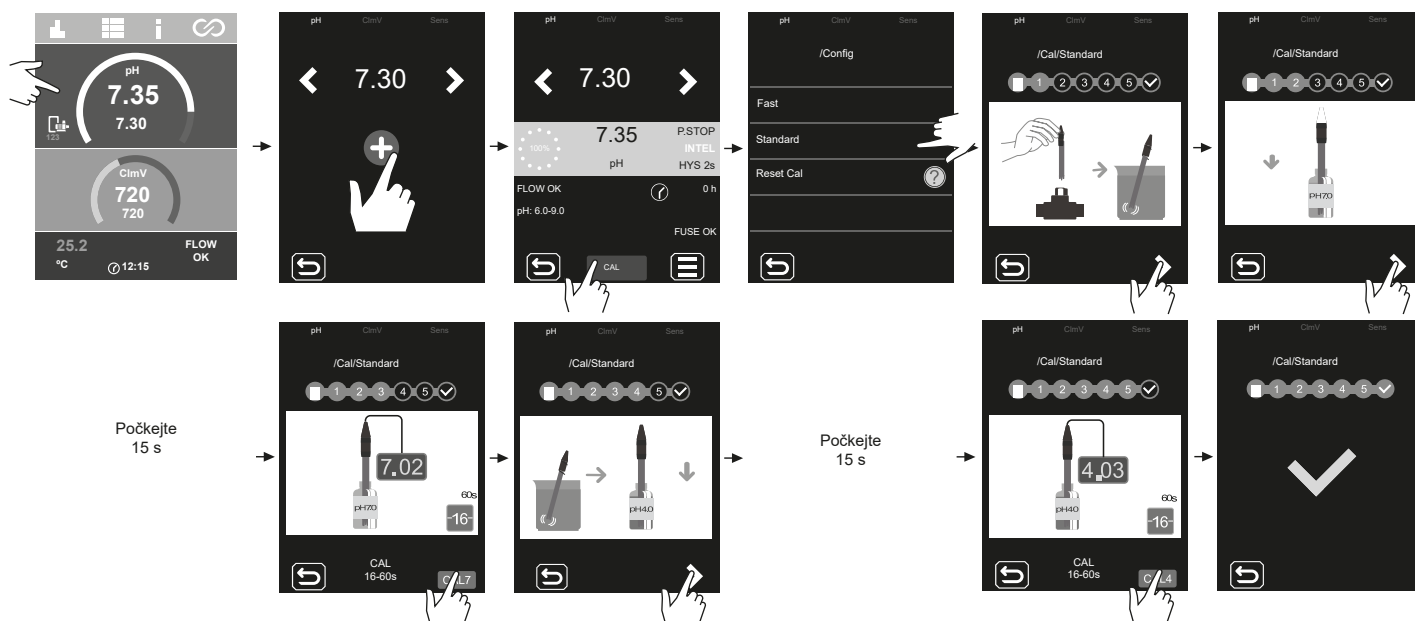 pH
7.35
7.30
123
ClmV
720
720
25.2
ºC
12:15
FLOW
OK
pH ClmV Sens
7.30
pH ClmV Sens
7.30
100%
7.35
pH
P.STOP
INTEL
HYS 2s
FLOW OK
0 h
pH: 6.0-9.0
FUSE OK
CAL
pH ClmV Sens
/Config
Fast
Standard
Reset Cal
?
pH ClmV Sens
/Cal/Standard
1 2 3 4 5
pH ClmV Sens
/Cal/Standard
1 2 3 4 5
pH7.0
Počkejte
15 s
pH ClmV Sens
/Cal/Standard
1 2 3 4 5
7.02
pH7.0
60s
-16-
CAL
16-60s
CAL7
pH ClmV Sens
/Cal/Standard
1 2 3 4 5
pH4.0
Počkejte
15 s
pH ClmV Sens
/Cal/Standard
1 2 3 4 5
4.03
pH4.0
60s
-16-
CAL
16-60s
CAL4
pH ClmV Sens
/Cal/Standard
1 2 3 4 5